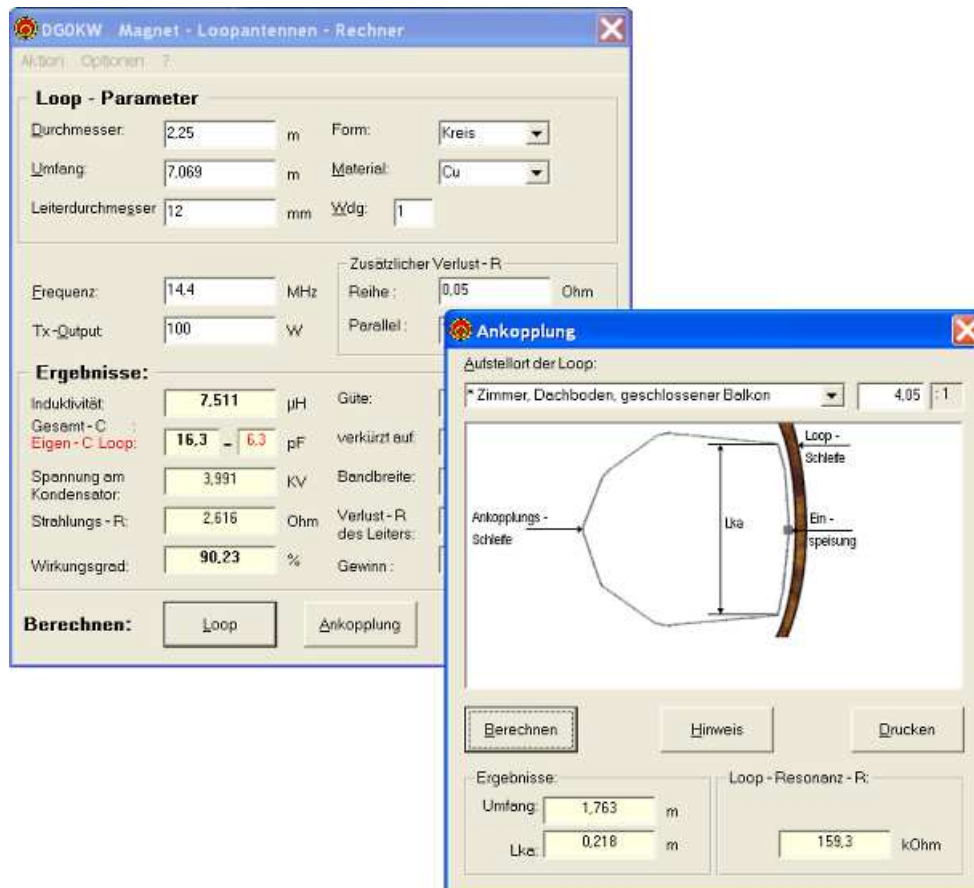 DG0KW Magnet - Loopantennen - Rechner
Aktion Optionen ?
Loop - Parameter
Durchmesser: 2,25 m Form: Kreis
Umfang: 7,069 m Material: Cu
Leiterdurchmesser 12 mm Wdg: 1
Zusätzlicher Verlust - R
Frequenz: 14.4 MHz Reihe : 0,05 Ohm
Tx-Output 100 W Parallel :
Ergebnisse:
Induktivität: 7,511 µH Güte:
Gesamt - C :
Eigen - C Loop: 16,3 - 6,3 pF verkürzt auf
Spannung am Kondensator: 3,991 KV Bandbreite:
Strahlungs - R: 2,616 Ohm Verlust - R des Leiters:
Wirkungsgrad: 90,23 % Gewinn :
Berechnen: Loop Ankopplung
Ankopplung
Aufstellort der Loop:
* Zimmer, Dachboden, geschlossener Balkon 4,05 : 1
Loop - Schleife
Ankopplungs - Schleife
Lka
Ein - speisung
Berechnen Hinweis Drucken
Ergebnisse: Loop - Resonanz - R:
Umfang: 1,763 m
Lka: 0,218 m 159,3 kOhm